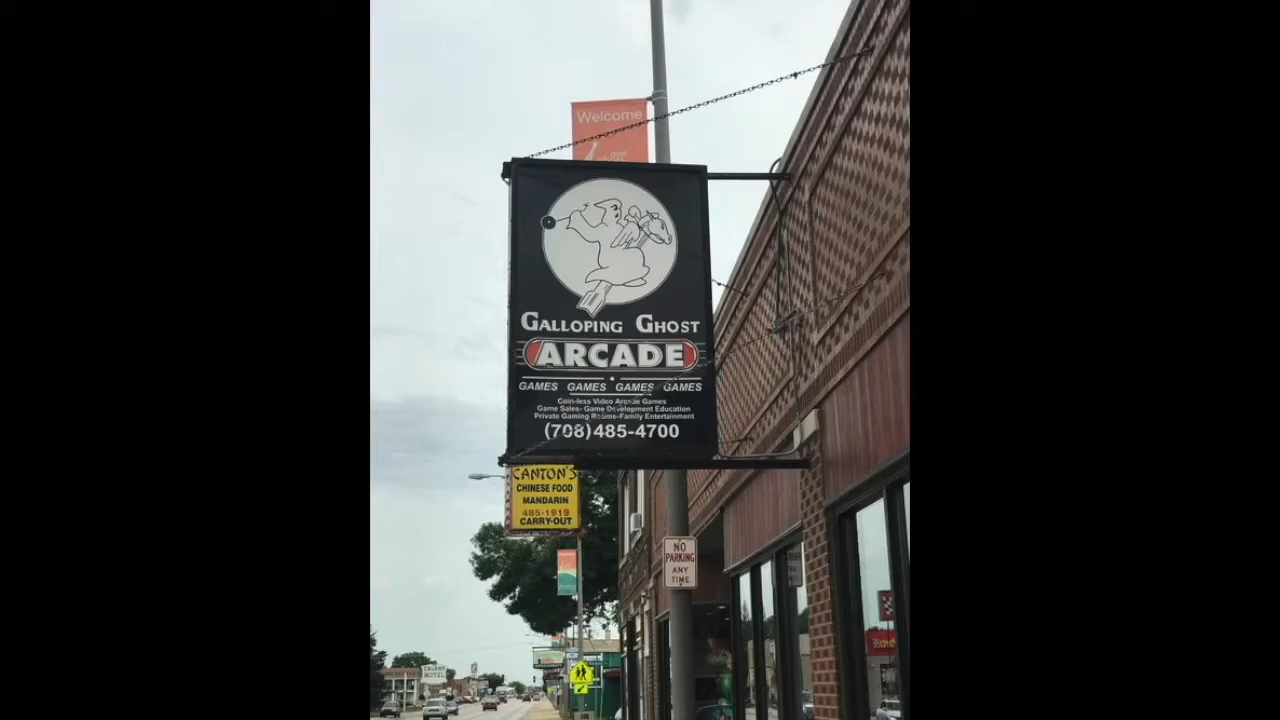 Welcome
GALLOPING GHOST
ARCADE
GAMES GAMES GAMES GAMES
Coin-less Video Arcade Games
Game Sales-Game Development Education
Private Gaming Rooms-Family Entertainment
(708)485-4700
CANTON'S
CHINESE FOOD
MANDARIN
485-1919
CARRY-OUT
NO
PARKING
ANY
TIME
COLONY
MOTEL